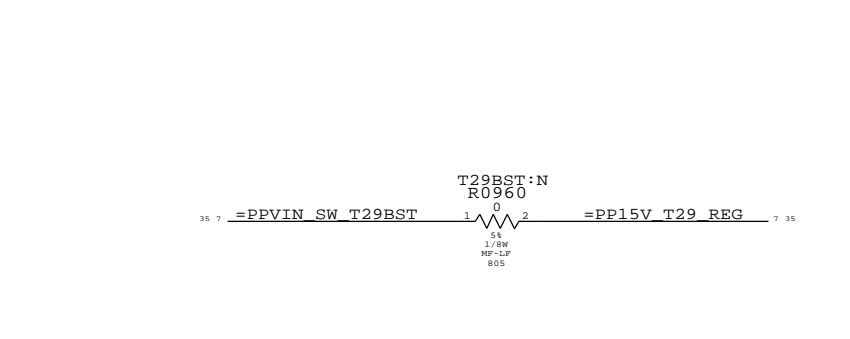 T29BST:N
R0960
0
35 7 =PPVIN_SW_T29BST 1 2 =PP15V_T29_REG 7 35
5%
1/8W
MF-LF
805